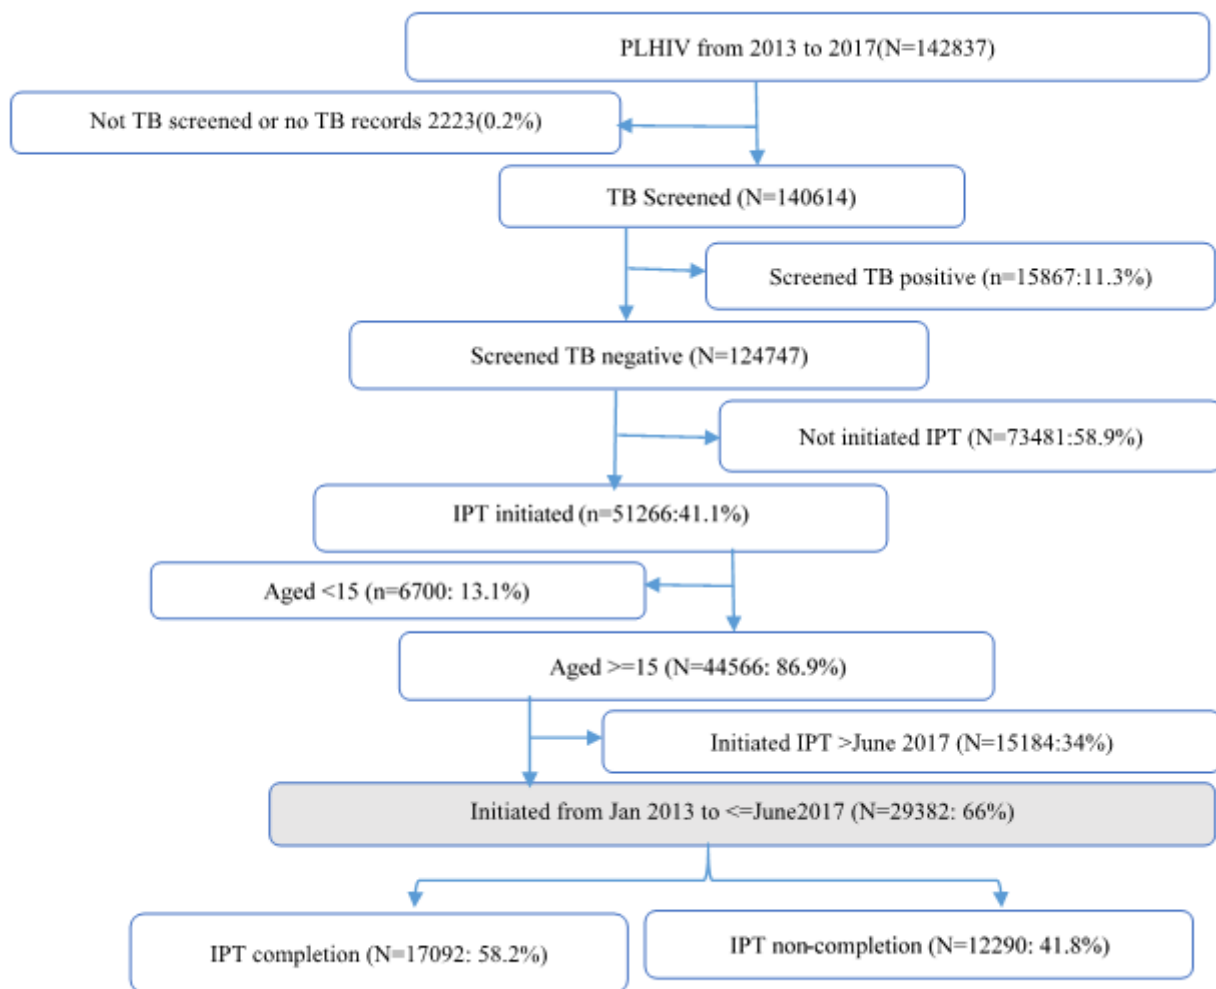 PLHIV from 2013 to 2017(N=142837)
Not TB screened or no TB records 2223(0.2%)
TB Screened (N=140614)
Screened TB positive (n=15867:11.3%)
Screened TB negative (N=124747)
Not initiated IPT (N=73481:58.9%)
IPT initiated (n=51266:41.1%)
Aged <15 (n=6700: 13.1%)
Aged >=15 (N=44566: 86.9%)
Initiated IPT >June 2017 (N=15184:34%)
Initiated from Jan 2013 to <=June2017 (N=29382: 66%)
IPT completion (N=17092: 58.2%)
IPT non-completion (N=12290: 41.8%)